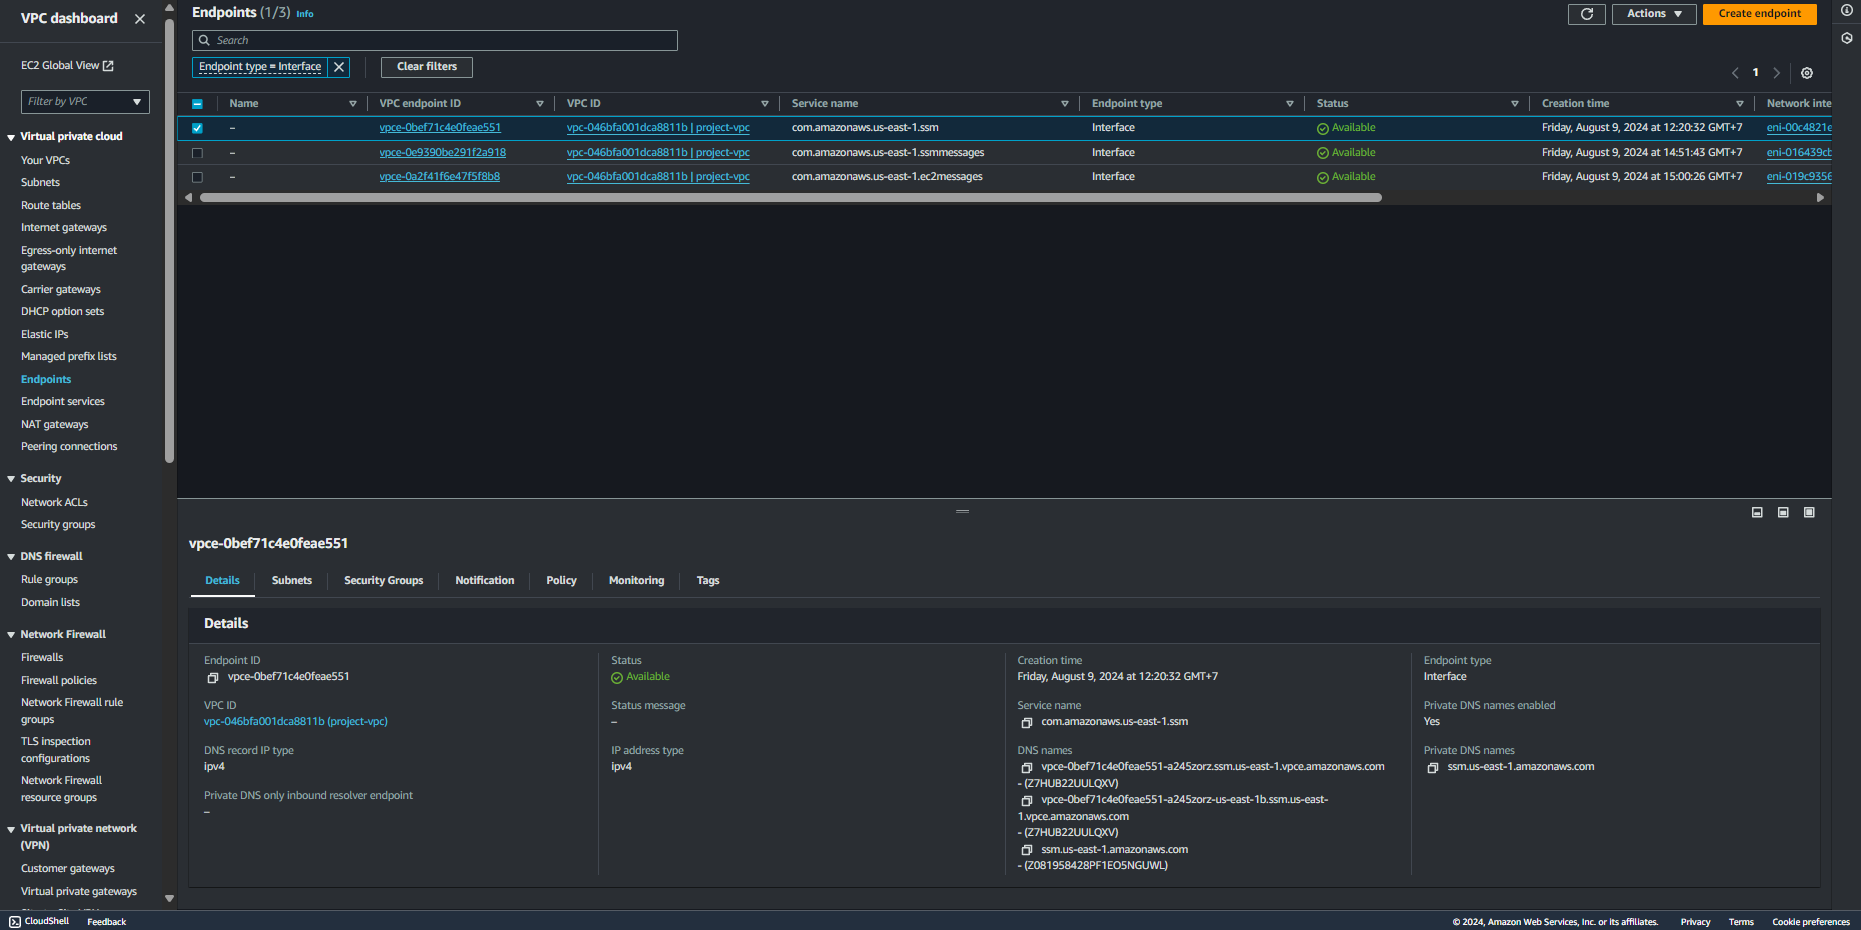 VPC dashboard
EC2 Global View
Filter by VPC
Virtual private cloud
Your VPCs
Subnets
Route tables
Internet gateways
Egress-only internet
gateways
Carrier gateways
DHCP option sets
Elastic IPs
Managed prefix lists
Endpoints
Endpoint services
NAT gateways
Peering connections
Security
Network ACLs
Security groups
DNS firewall
Rule groups
Domain lists
Network Firewall
Firewalls
Firewall policies
Network Firewall rule
groups
TLS inspection
configurations
Network Firewall
resource groups
Virtual private network
(VPN)
Customer gateways
Virtual private gateways
Endpoints (1/3) Info
Actions
Create endpoint
Search
Endpoint type = Interface
Clear filters
1
Name VPC endpoint ID VPC ID Service name Endpoint type Status Creation time Network inte
– vpce-0bef71c4e0feae551 vpc-046bfa001dca8811b | project-vpc com.amazonaws.us-east-1.ssm Interface Available Friday, August 9, 2024 at 12:20:32 GMT+7 eni-00c4821e
– vpce-0e9390be291f2a918 vpc-046bfa001dca8811b | project-vpc com.amazonaws.us-east-1.ssmmessages Interface Available Friday, August 9, 2024 at 14:51:43 GMT+7 eni-016439cb
– vpce-0a2f41f6e47f5f8b8 vpc-046bfa001dca8811b | project-vpc com.amazonaws.us-east-1.ec2messages Interface Available Friday, August 9, 2024 at 15:00:26 GMT+7 eni-019c9356
vpce-0bef71c4e0feae551
Details Subnets Security Groups Notification Policy Monitoring Tags
Details
Endpoint ID
vpce-0bef71c4e0feae551
VPC ID
vpc-046bfa001dca8811b (project-vpc)
DNS record IP type
ipv4
Private DNS only inbound resolver endpoint
–
Status
Available
Status message
–
IP address type
ipv4
Creation time
Friday, August 9, 2024 at 12:20:32 GMT+7
Service name
com.amazonaws.us-east-1.ssm
DNS names
vpce-0bef71c4e0feae551-a245zorz.ssm.us-east-1.vpce.amazonaws.com
- (Z7HUB22UULQXV)
vpce-0bef71c4e0feae551-a245zorz-us-east-1b.ssm.us-east-
1.vpce.amazonaws.com
- (Z7HUB22UULQXV)
ssm.us-east-1.amazonaws.com
- (Z081958428PF1EO5NGUWL)
Endpoint type
Interface
Private DNS names enabled
Yes
Private DNS names
ssm.us-east-1.amazonaws.com
CloudShell Feedback
© 2024, Amazon Web Services, Inc. or its affiliates. Privacy Terms Cookie preferences